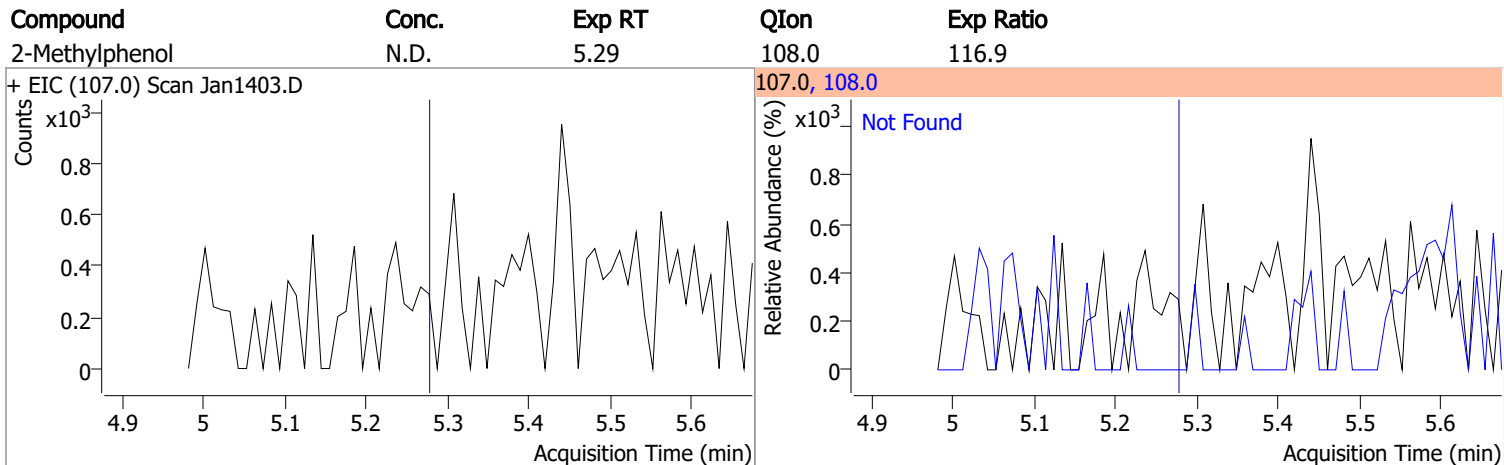 Compound Conc. Exp RT QIon Exp Ratio
2-Methylphenol N.D. 5.29 108.0 116.9
+ EIC (107.0) Scan Jan1403.D
Counts
x10³
0.8
0.6
0.4
0.2
0
4.9 5 5.1 5.2 5.3 5.4 5.5 5.6
Acquisition Time (min)
107.0, 108.0
Relative Abundance (%)
x10³
Not Found
0.8
0.6
0.4
0.2
0
4.9 5 5.1 5.2 5.3 5.4 5.5 5.6
Acquisition Time (min)